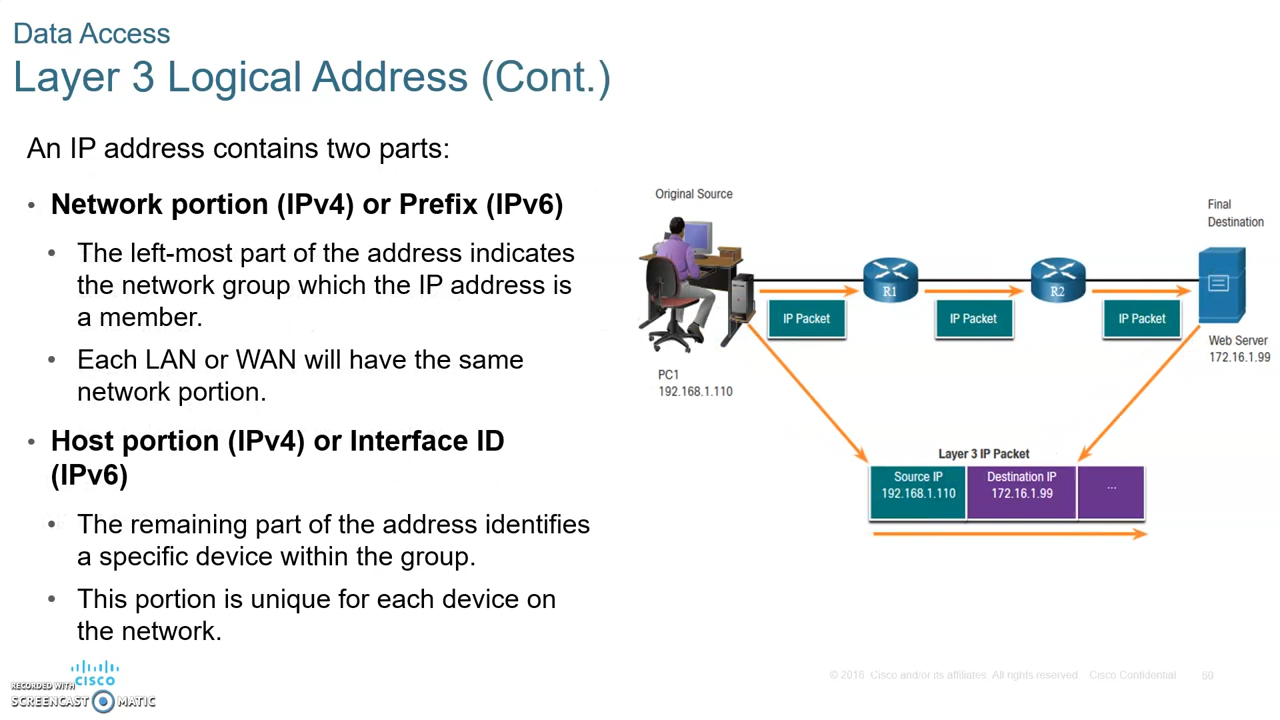 Data Access
Layer 3 Logical Address (Cont.)
An IP address contains two parts:
• Network portion (IPv4) or Prefix (IPv6)
• The left-most part of the address indicates
the network group which the IP address is
a member.
• Each LAN or WAN will have the same
network portion.
• Host portion (IPv4) or Interface ID
(IPv6)
• The remaining part of the address identifies
a specific device within the group.
• This portion is unique for each device on
the network.
Original Source
Final
Destination
R1
R2
IP Packet
IP Packet
IP Packet
Web Server
172.16.1.99
PC1
192.168.1.110
Layer 3 IP Packet
Source IP
192.168.1.110
Destination IP
172.16.1.99
...
CISCO
RECORDED WITH
SCREENCAST MATIC
© 2016 Cisco and/or its affiliates. All rights reserved. Cisco Confidential